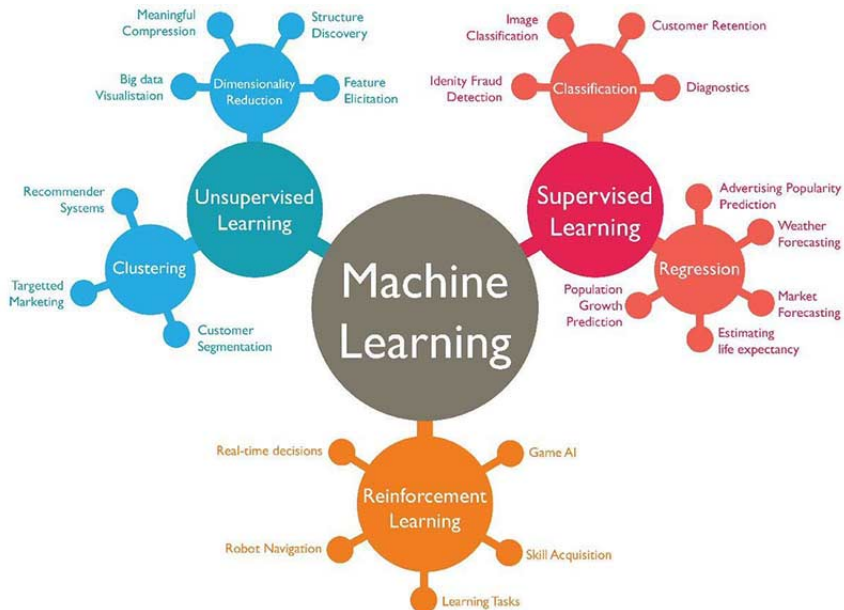 Meaningful
Compression
Structure
Discovery
Big data
Visualistaion
Dimensionality
Reduction
Feature
Elicitation
Unsupervised
Learning
Recommender
Systems
Clustering
Targetted
Marketing
Customer
Segmentation
Machine
Learning
Image
Classification
Customer Retention
Idenity Fraud
Detection
Classification
Diagnostics
Supervised
Learning
Advertising Popularity
Prediction
Weather
Forecasting
Regression
Population
Growth
Prediction
Market
Forecasting
Estimating
life expectancy
Real-time decisions
Game AI
Reinforcement
Learning
Robot Navigation
Skill Acquisition
Learning Tasks